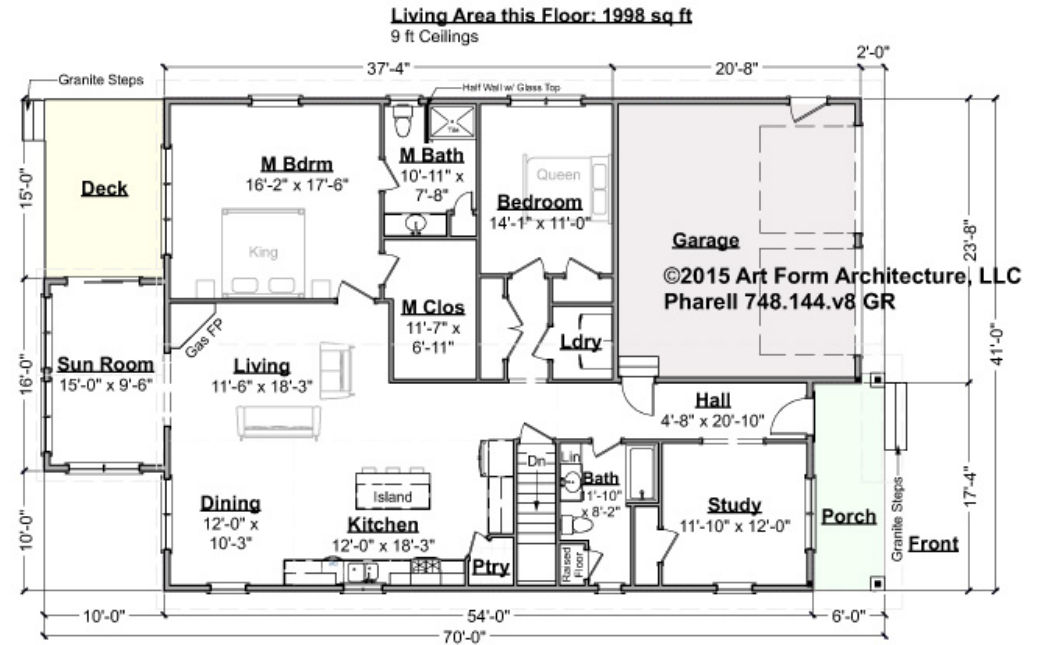 Living Area this Floor: 1998 sq ft
9 ft Ceilings
2'-0"
37'-4"
20'-8"
Granite Steps
Half Wall w/ Glass Top
Tile
Deck
15'-0"
M Bdrm
16'-2" x 17'-6"
King
M Bath
10'-11" x
7'-8"
Queen
Bedroom
14'-1" x 11'-0"
Garage
23'-8"
©2015 Art Form Architecture, LLC
Pharell 748.144.v8 GR
M Clos
11'-7" x
6'-11"
Ldry
41'-0"
Gas FP
Sun Room
15'-0" x 9'-6"
16'-0"
Living
11'-6" x 18'-3"
Hall
4'-8" x 20'-10"
Dn
Lin
Bath
11'-10"
x 8'-2"
Island
Dining
12'-0" x
10'-3"
Kitchen
12'-0" x 18'-3"
Ptry
Raised
Floor
Study
11'-10" x 12'-0"
Porch
Granite Steps
Front
17'-4"
10'-0"
10'-0"
54'-0"
6'-0"
70'-0"